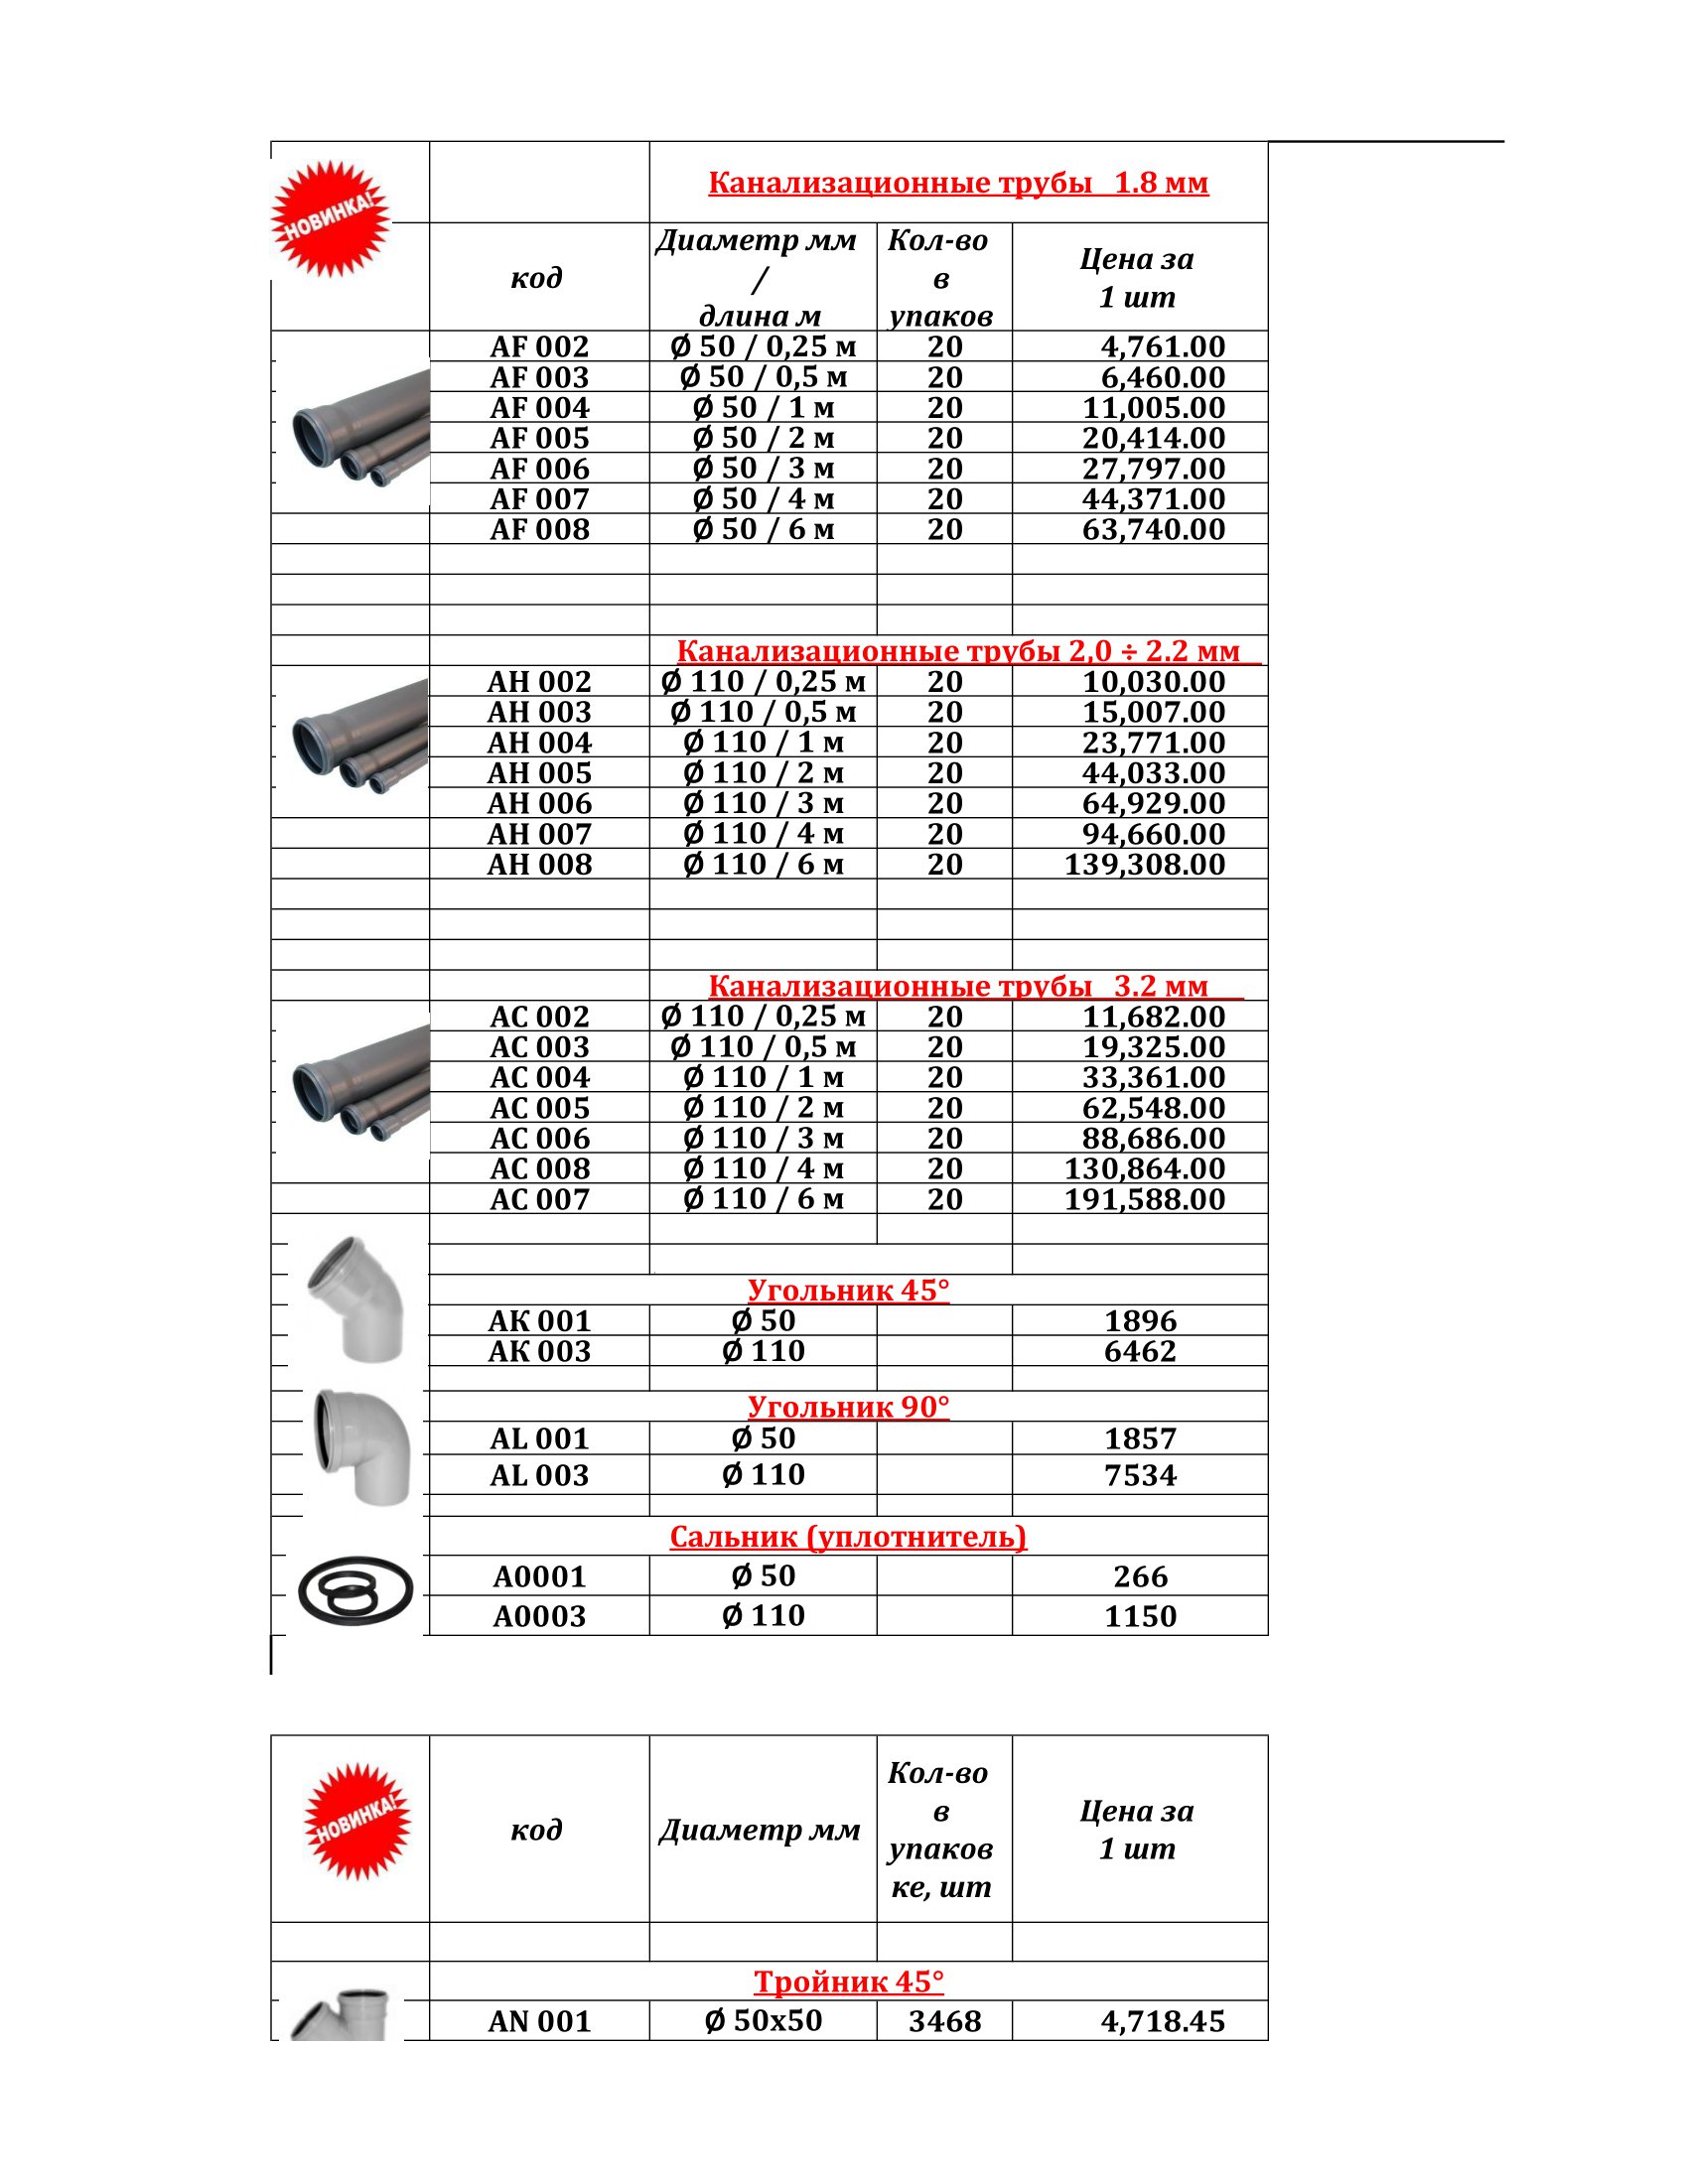 НОВИНКА!
Канализационные трубы 1.8 мм
код
Диаметр мм
/
длина м
Кол-во
в
упаков
Цена за
1 шт
AF 002 Ø 50 / 0,25 м 20 4,761.00
AF 003 Ø 50 / 0,5 м 20 6,460.00
AF 004 Ø 50 / 1 м 20 11,005.00
AF 005 Ø 50 / 2 м 20 20,414.00
AF 006 Ø 50 / 3 м 20 27,797.00
AF 007 Ø 50 / 4 м 20 44,371.00
AF 008 Ø 50 / 6 м 20 63,740.00
Канализационные трубы 2,0 ÷ 2.2 мм
AH 002 Ø 110 / 0,25 м 20 10,030.00
AH 003 Ø 110 / 0,5 м 20 15,007.00
AH 004 Ø 110 / 1 м 20 23,771.00
AH 005 Ø 110 / 2 м 20 44,033.00
AH 006 Ø 110 / 3 м 20 64,929.00
AH 007 Ø 110 / 4 м 20 94,660.00
AH 008 Ø 110 / 6 м 20 139,308.00
Канализационные трубы 3.2 мм
AC 002 Ø 110 / 0,25 м 20 11,682.00
AC 003 Ø 110 / 0,5 м 20 19,325.00
AC 004 Ø 110 / 1 м 20 33,361.00
AC 005 Ø 110 / 2 м 20 62,548.00
AC 006 Ø 110 / 3 м 20 88,686.00
AC 008 Ø 110 / 4 м 20 130,864.00
AC 007 Ø 110 / 6 м 20 191,588.00
Угольник 45°
АК 001 Ø 50 1896
АК 003 Ø 110 6462
Угольник 90°
AL 001 Ø 50 1857
AL 003 Ø 110 7534
Сальник (уплотнитель)
A0001 Ø 50 266
A0003 Ø 110 1150
НОВИНКА!
код
Диаметр мм
Кол-во
в
упаков
ке, шт
Цена за
1 шт
Тройник 45°
AN 001 Ø 50x50 3468 4,718.45